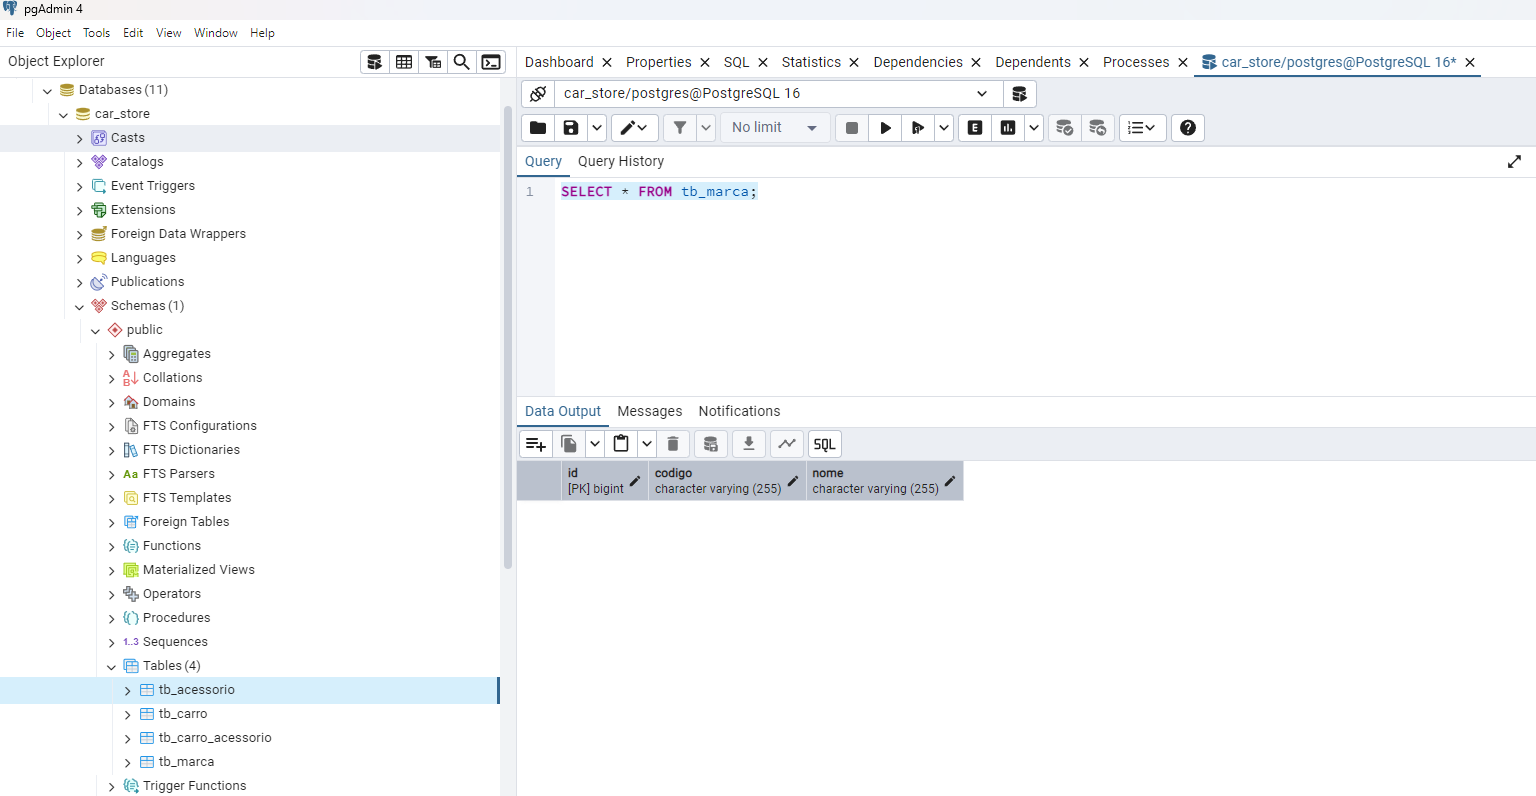 pgAdmin 4
File Object Tools Edit View Window Help
Object Explorer
Databases (11)
car_store
Casts
Catalogs
Event Triggers
Extensions
Foreign Data Wrappers
Languages
Publications
Schemas (1)
public
Aggregates
Collations
Domains
FTS Configurations
FTS Dictionaries
Aa FTS Parsers
FTS Templates
Foreign Tables
Functions
Materialized Views
Operators
Procedures
1..3 Sequences
Tables (4)
tb_acessorio
tb_carro
tb_carro_acessorio
tb_marca
Trigger Functions
Dashboard Properties SQL Statistics Dependencies Dependents Processes car_store/postgres@PostgreSQL 16*
car_store/postgres@PostgreSQL 16
No limit E
Query Query History
1 SELECT * FROM tb_marca;
Data Output Messages Notifications
SQL
id codigo nome
[PK] bigint character varying (255) character varying (255)